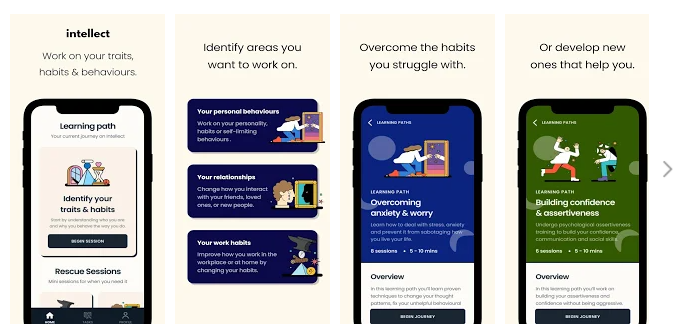 intellect
Work on your traits,
habits & behaviours.
Learning path
Your current journey on Intellect
Identify your
traits & habits
Start by understanding who you are
and why you behave the way you do.
BEGIN SESSION
Rescue Sessions
Mini sessions for when you need it
HOME
PROFILE
Identify areas you
want to work on.
Your personal behaviours
Work on your personality,
habits or self-limiting
behaviours.
Your relationships
Change how you interact
with your friends, loved
ones, or new people.
Your work habits
Improve how you work in the
workplace or at home by
changing your habits.
Overcome the habits
you struggle with.
LEARNING PATHS
LEARNING PATH
Overcoming
anxiety & worry
Learn how to deal with stress, anxiety
and prevent it from sabotaging how
you live your life.
6 sessions • 5 - 10 mins
Overview
In this learning path you'll learn proven
techniques to change your thought
patterns, fix your unhelpful behavioural
BEGIN JOURNEY
Or develop new
ones that help you.
LEARNING PATHS
LEARNING PATH
Building confidence
& assertiveness
Undergo psychological assertiveness
training to build your confidence,
communication and social skills.
6 sessions • 5 - 10 mins
Overview
In this learning path you'll work on
building your assertiveness and
confidence without being aggressive.
BEGIN JOURNEY